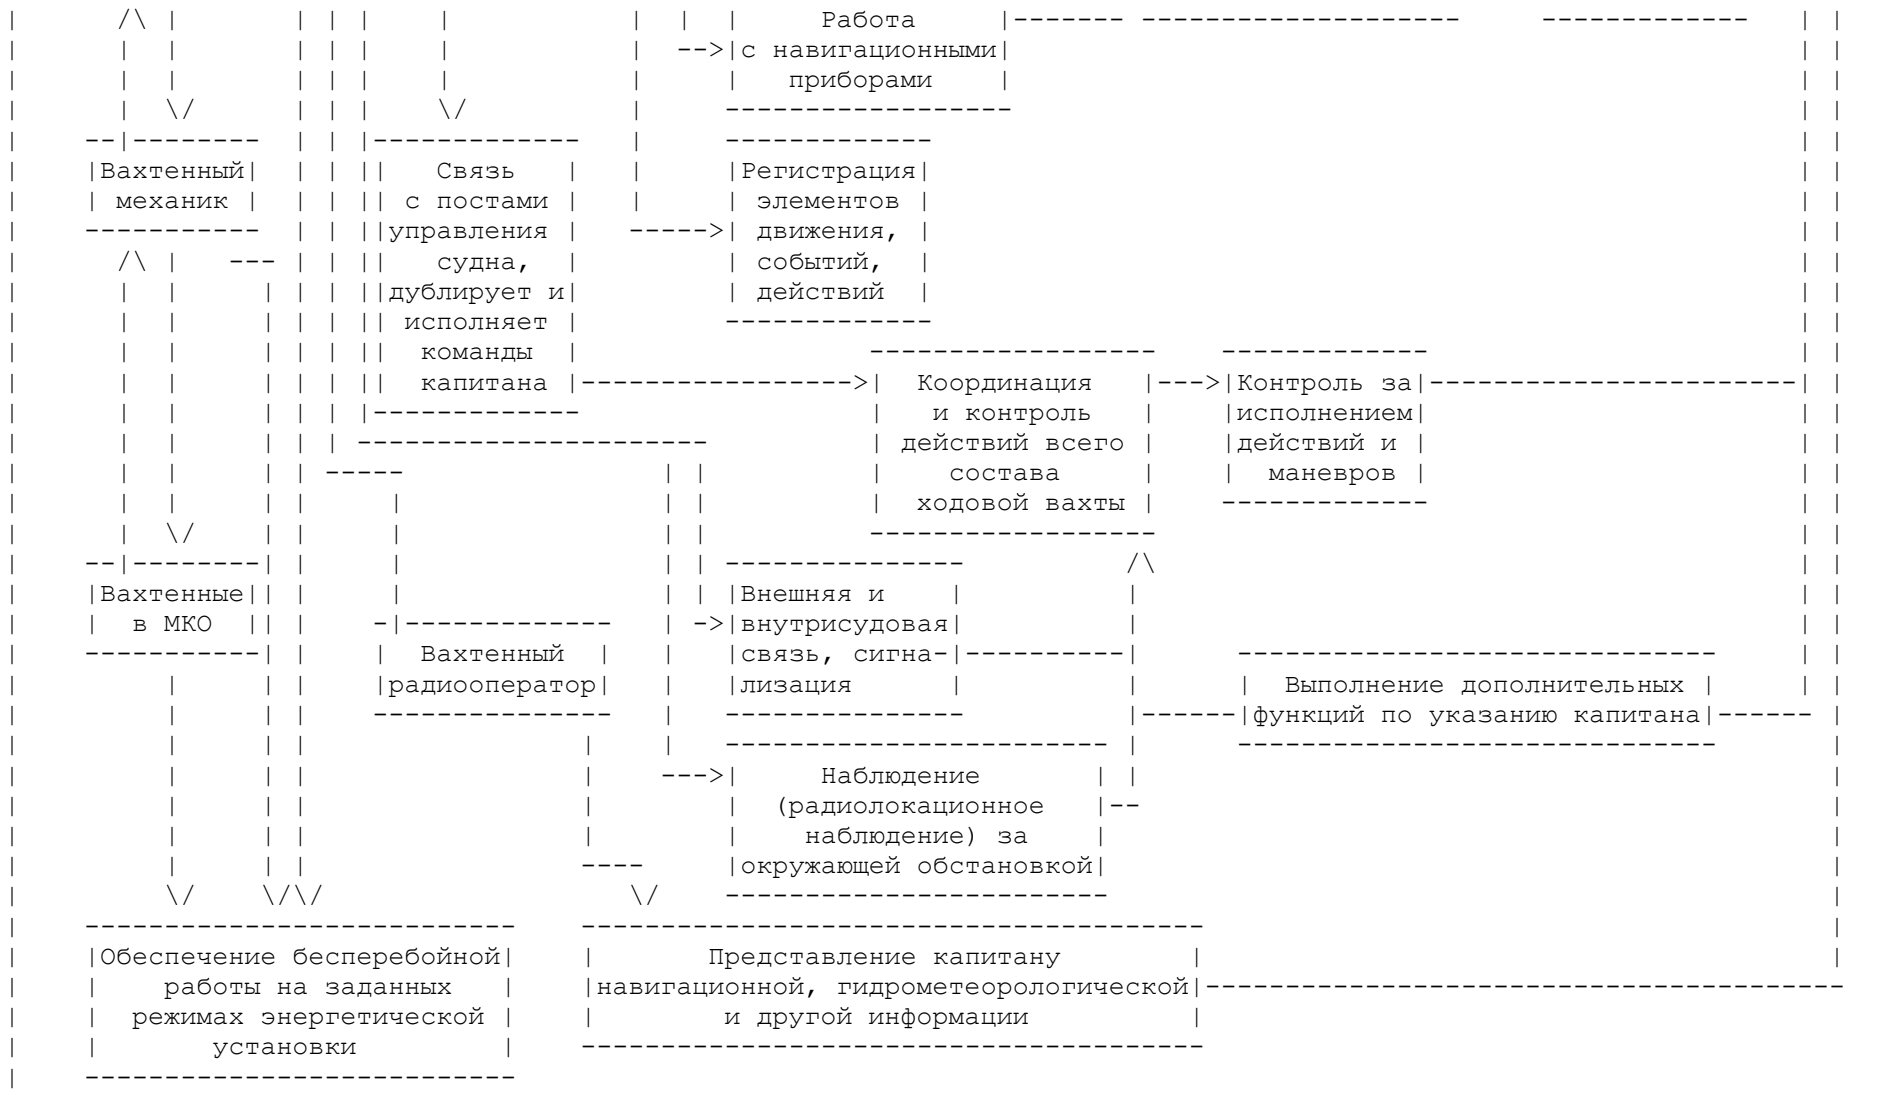 Работа
с навигационными
приборами
Вахтенный
механик
Связь
с постами
управления
судна,
дублирует и
исполняет
команды
капитана
Регистрация
элементов
движения,
событий,
действий
Координация
и контроль
действий всего
состава
ходовой вахты
Контроль за
исполнением
действий и
маневров
Вахтенные
в МКО
Вахтенный
радиооператор
Внешняя и
внутрисудовая
связь, сигна-
лизация
Выполнение дополнительных
функций по указанию капитана
Наблюдение
(радиолокационное
наблюдение) за
окружающей обстановкой
Обеспечение бесперебойной
работы на заданных
режимах энергетической
установки
Представление капитану
навигационной, гидрометеорологической
и другой информации